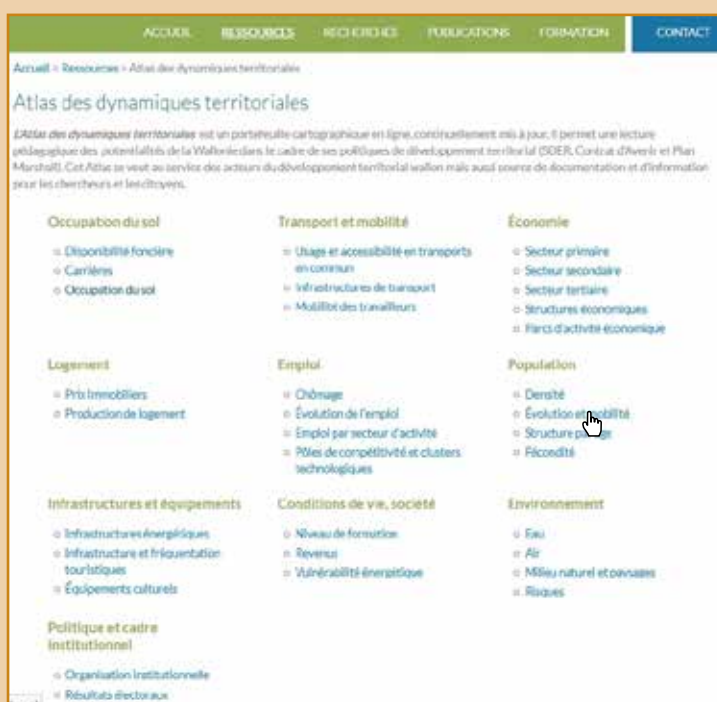 ACCUEIL RESSOURCES RECHERCHES PUBLICATIONS FORMATION CONTACT
Accueil > Ressources > Atlas des dynamiques territoriales
Atlas des dynamiques territoriales
L'Atlas des dynamiques territoriales est un portefeuille cartographique en ligne, continuellement mis à jour. Il permet une lecture
pédagogique des potentialités de la Wallonie dans le cadre de ses politiques de développement territorial (SDER, Contrat d'Avenir et Plan
Marshall). Cet Atlas se veut au service des acteurs du développement territorial wallon mais aussi source de documentation et d'information
pour les chercheurs et les citoyens.
Occupation du sol
Disponibilité foncière
Carrières
Occupation du sol
Transport et mobilité
Usage et accessibilité en transports
en commun
Infrastructures de transport
Mobilité des travailleurs
Économie
Secteur primaire
Secteur secondaire
Secteur tertiaire
Structures économiques
Parcs d'activité économique
Logement
Prix Immobiliers
Production de logement
Emploi
Chômage
Évolution de l'emploi
Emploi par secteur d'activité
Pôles de compétitivité et clusters
technologiques
Population
Densité
Évolution et mobilité
Structure par âge
Fécondité
Infrastructures et équipements
Infrastructures énergétiques
Infrastructure et fréquentation
touristiques
Équipements culturels
Conditions de vie, société
Niveau de formation
Revenus
Vulnérabilité énergétique
Environnement
Eau
Air
Milieu naturel et paysages
Risques
Politique et cadre
institutionnel
Organisation institutionnelle
Résultats électoraux